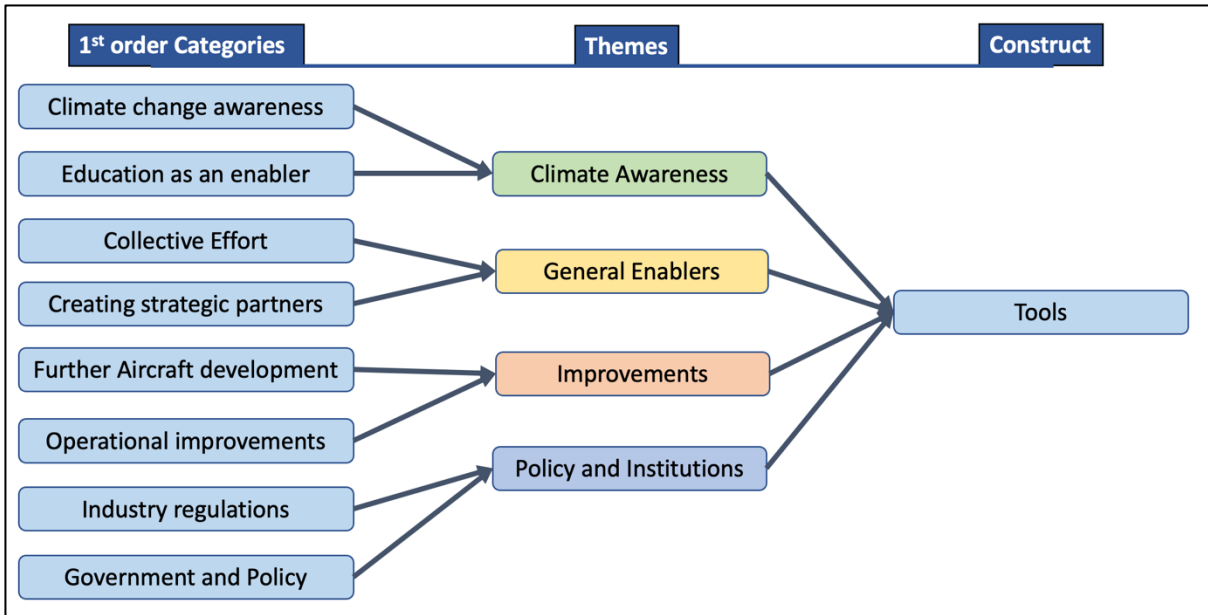 1st order Categories
Themes
Construct
Climate change awareness
Education as an enabler
Collective Effort
Creating strategic partners
Further Aircraft development
Operational improvements
Industry regulations
Government and Policy
Climate Awareness
General Enablers
Improvements
Policy and Institutions
Tools